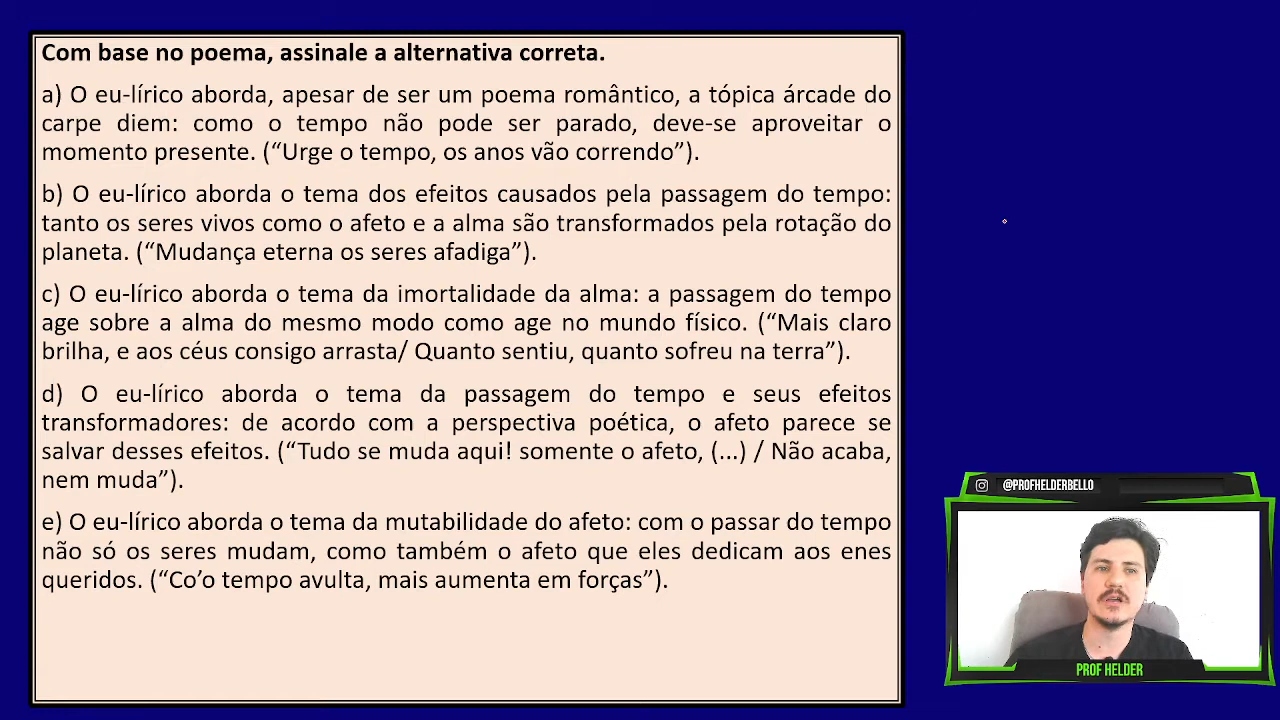 Com base no poema, assinale a alternativa correta.
a) O eu-lírico aborda, apesar de ser um poema romântico, a tópica árcade do
carpe diem: como o tempo não pode ser parado, deve-se aproveitar o
momento presente. (“Urge o tempo, os anos vão correndo”).
b) O eu-lírico aborda o tema dos efeitos causados pela passagem do tempo:
tanto os seres vivos como o afeto e a alma são transformados pela rotação do
planeta. (“Mudança eterna os seres afadiga”).
c) O eu-lírico aborda o tema da imortalidade da alma: a passagem do tempo
age sobre a alma do mesmo modo como age no mundo físico. (“Mais claro
brilha, e aos céus consigo arrasta/ Quanto sentiu, quanto sofreu na terra”).
d) O eu-lírico aborda o tema da passagem do tempo e seus efeitos
transformadores: de acordo com a perspectiva poética, o afeto parece se
salvar desses efeitos. (“Tudo se muda aqui! somente o afeto, (...) / Não acaba,
nem muda”).
e) O eu-lírico aborda o tema da mutabilidade do afeto: com o passar do tempo
não só os seres mudam, como também o afeto que eles dedicam aos enes
queridos. (“Co’o tempo avulta, mais aumenta em forças”).
@PROFHELDERBELLO
PROF HELDER